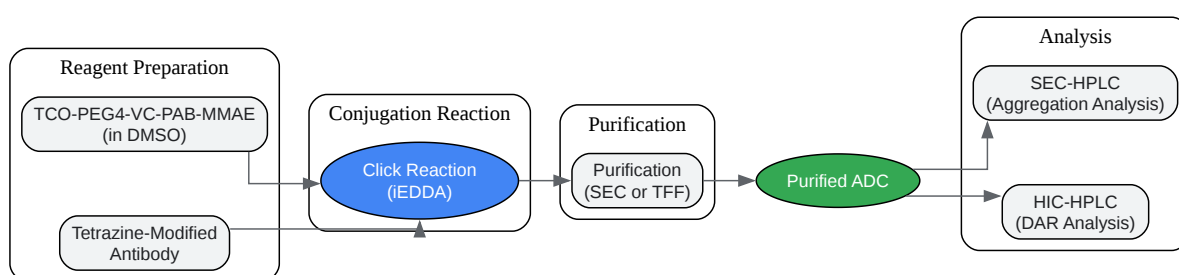 Reagent Preparation
TCO-PEG4-VC-PAB-MMAE
(in DMSO)
Tetrazine-Modified
Antibody
Conjugation Reaction
Click Reaction
(iEDDA)
Purification
Purification
(SEC or TFF)
Purified ADC
Analysis
SEC-HPLC
(Aggregation Analysis)
HIC-HPLC
(DAR Analysis)